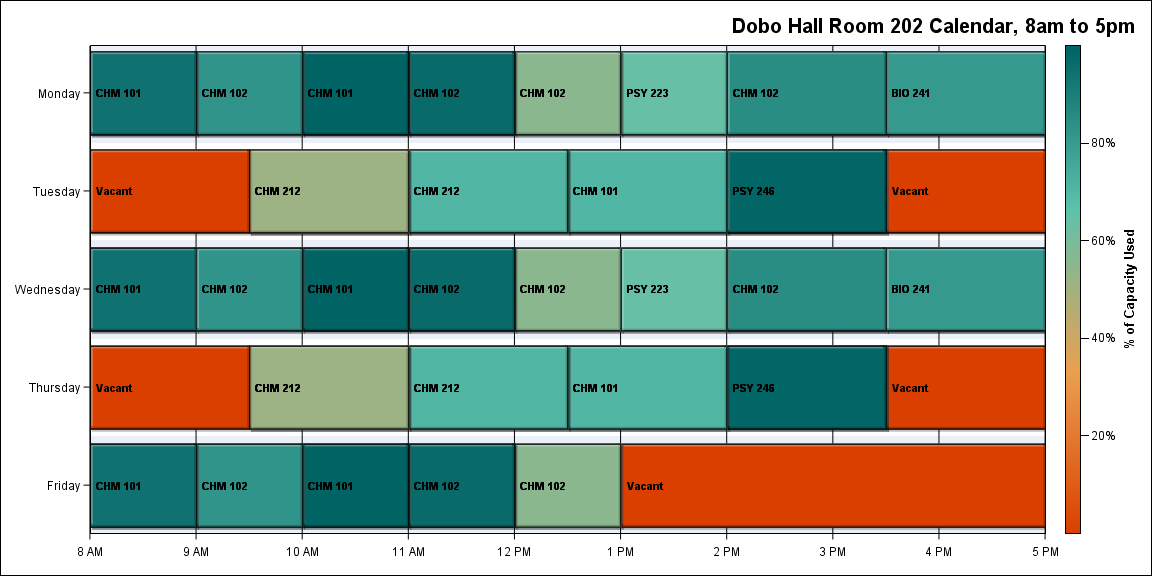 Dobo Hall Room 202 Calendar, 8am to 5pm
Monday CHM 101 CHM 102 CHM 101 CHM 102 CHM 102 PSY 223 CHM 102 BIO 241
80%
Tuesday Vacant CHM 212 CHM 212 CHM 101 PSY 246 Vacant
60%
% of Capacity Used
Wednesday CHM 101 CHM 102 CHM 101 CHM 102 CHM 102 PSY 223 CHM 102 BIO 241
40%
Thursday Vacant CHM 212 CHM 212 CHM 101 PSY 246 Vacant
20%
Friday CHM 101 CHM 102 CHM 101 CHM 102 CHM 102 Vacant
8 AM 9 AM 10 AM 11 AM 12 PM 1 PM 2 PM 3 PM 4 PM 5 PM